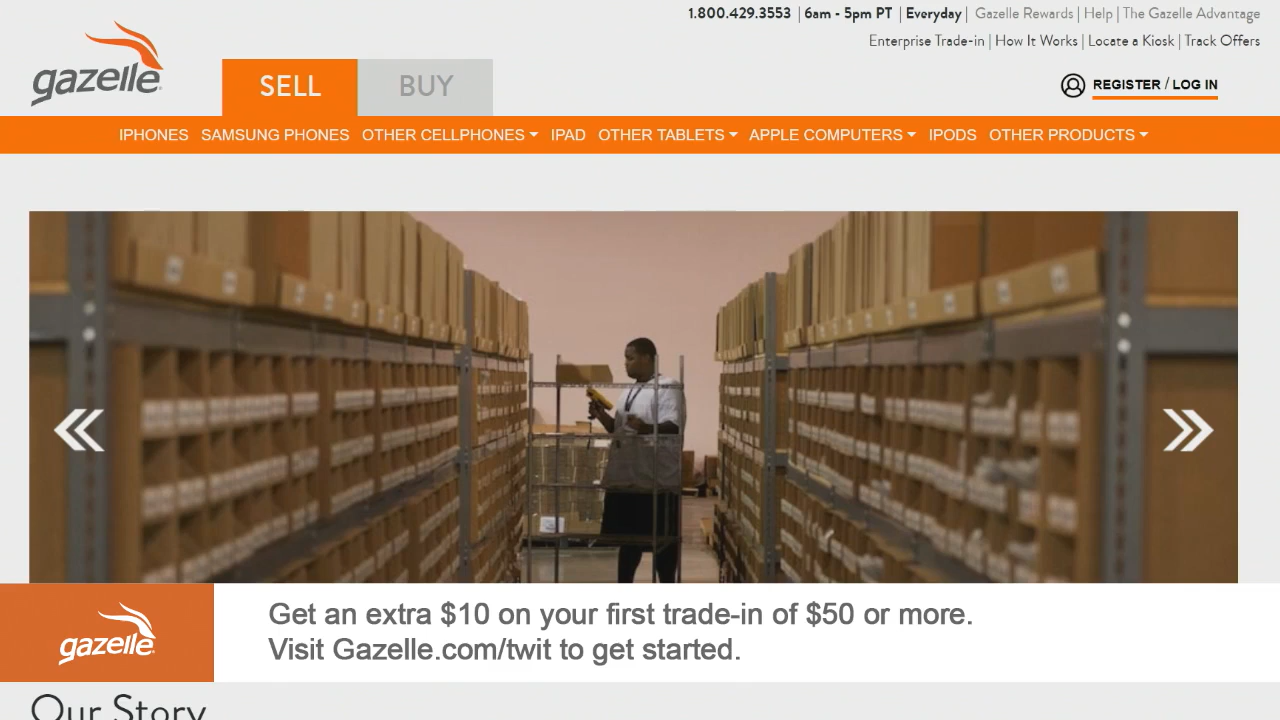 1.800.429.3553 | 6am - 5pm PT | Everyday | Gazelle Rewards | Help | The Gazelle Advantage
Enterprise Trade-in | How It Works | Locate a Kiosk | Track Offers
gazelle
SELL
BUY
REGISTER / LOG IN
IPHONES SAMSUNG PHONES OTHER CELLPHONES IPAD OTHER TABLETS APPLE COMPUTERS IPODS OTHER PRODUCTS
gazelle
Get an extra $10 on your first trade-in of $50 or more.
Visit Gazelle.com/twit to get started.
Our Story